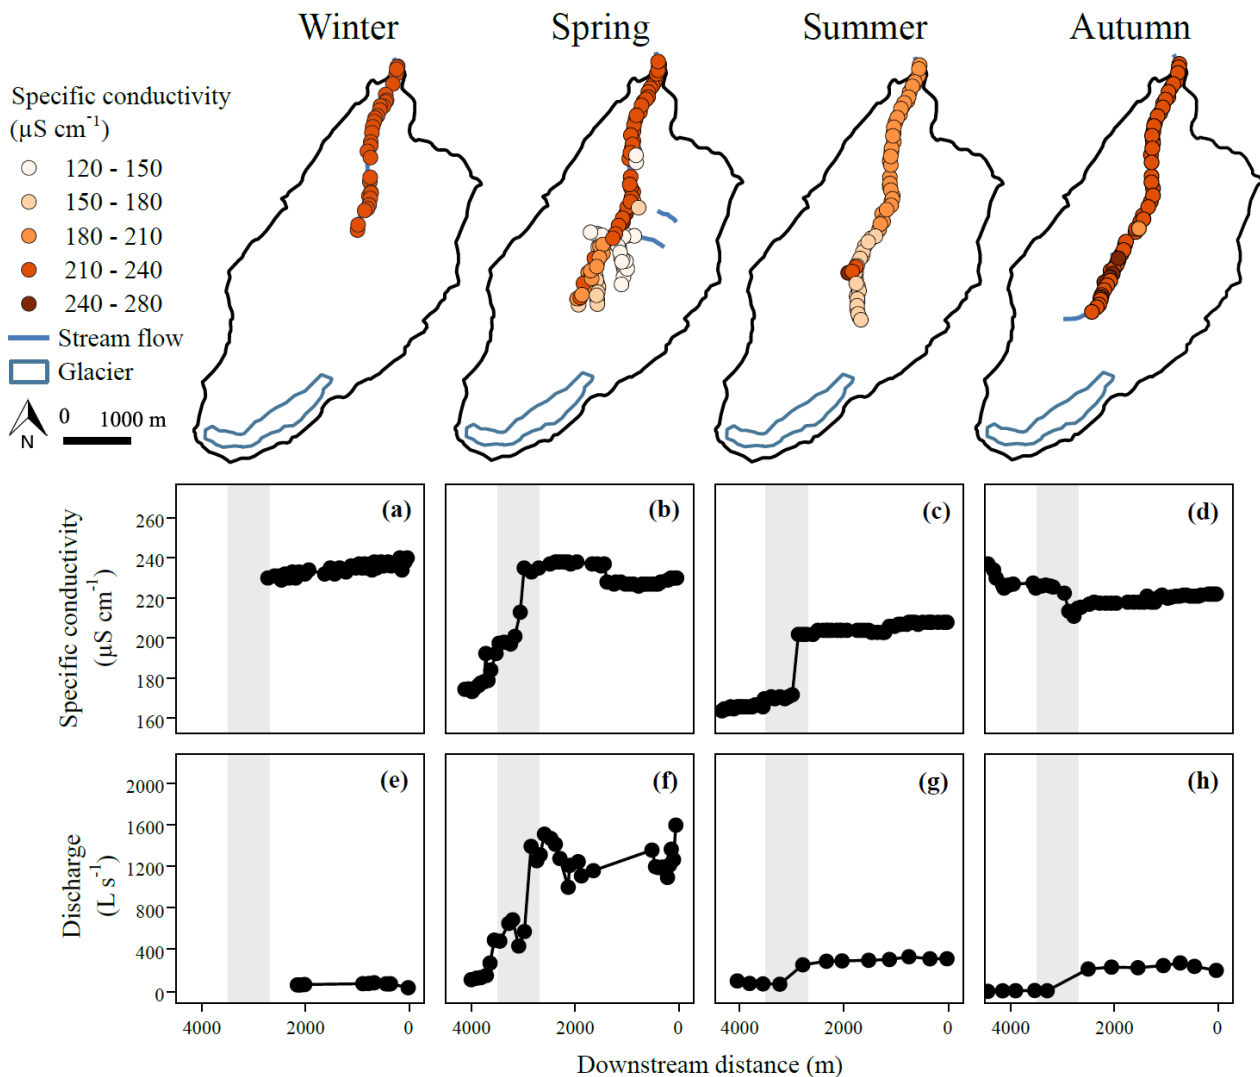 Winter Spring Summer Autumn
Specific conductivity
(µS cm⁻¹)
120 - 150
150 - 180
180 - 210
210 - 240
240 - 280
Stream flow
Glacier
0 1000 m
N
Specific conductivity
(µS cm⁻¹)
260
240
220
200
180
160
(a) (b) (c) (d)
Discharge
(L s⁻¹)
2000
1600
1200
800
400
0
(e) (f) (g) (h)
4000 2000 0 4000 2000 0 4000 2000 0 4000 2000 0
Downstream distance (m)